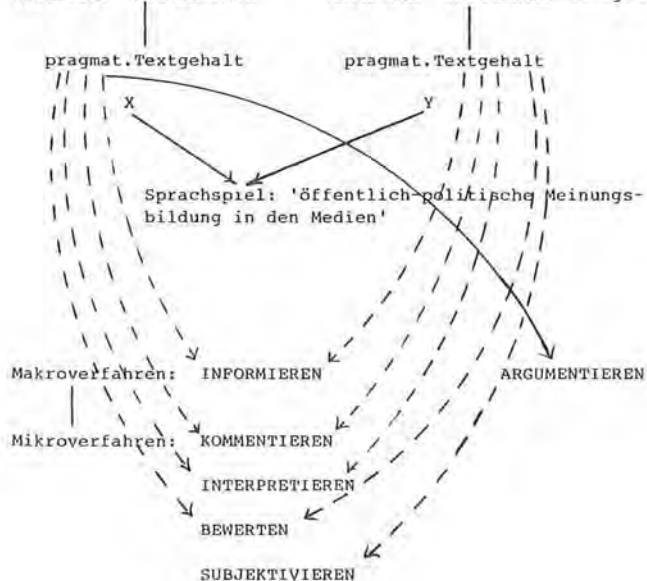 pragmat.Textgehalt pragmat.Textgehalt
X Y
Sprachspiel: 'öffentlich-politische Meinungs-
bildung in den Medien'
Makroverfahren: INFORMIEREN ARGUMENTIEREN
Mikroverfahren: KOMMENTIEREN
INTERPRETIEREN
BEWERTEN
SUBJEKTIVIEREN